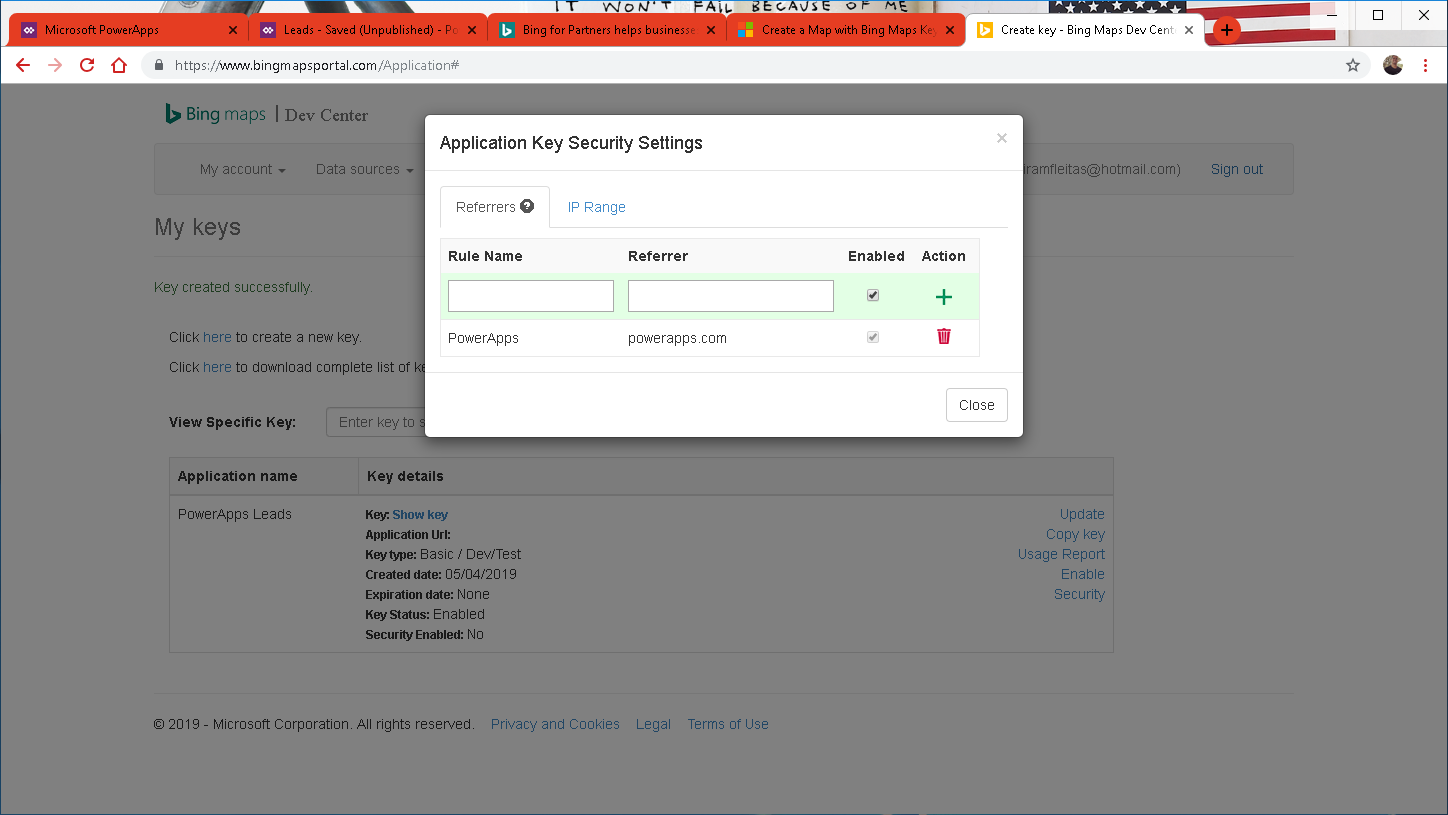 IT WON'T FAIL BECAUSE OF ME
Microsoft PowerApps
Leads - Saved (Unpublished) - Po
Bing for Partners helps businesse
Create a Map with Bing Maps Key
Create key - Bing Maps Dev Cent
https://www.bingmapsportal.com/Application#
Bing maps | Dev Center
My account
Data sources
iramfleitas@hotmail.com)
Sign out
My keys
Key created successfully.
Click here to create a new key.
Click here to download complete list of ke
View Specific Key:
Enter key to s
Application Key Security Settings
×
Referrers ?
IP Range
Rule Name Referrer Enabled Action
PowerApps powerapps.com
Close
Application name Key details
PowerApps Leads
Key: Show key
Application Url:
Key type: Basic / Dev/Test
Created date: 05/04/2019
Expiration date: None
Key Status: Enabled
Security Enabled: No
Update
Copy key
Usage Report
Enable
Security
© 2019 - Microsoft Corporation. All rights reserved. Privacy and Cookies Legal Terms of Use